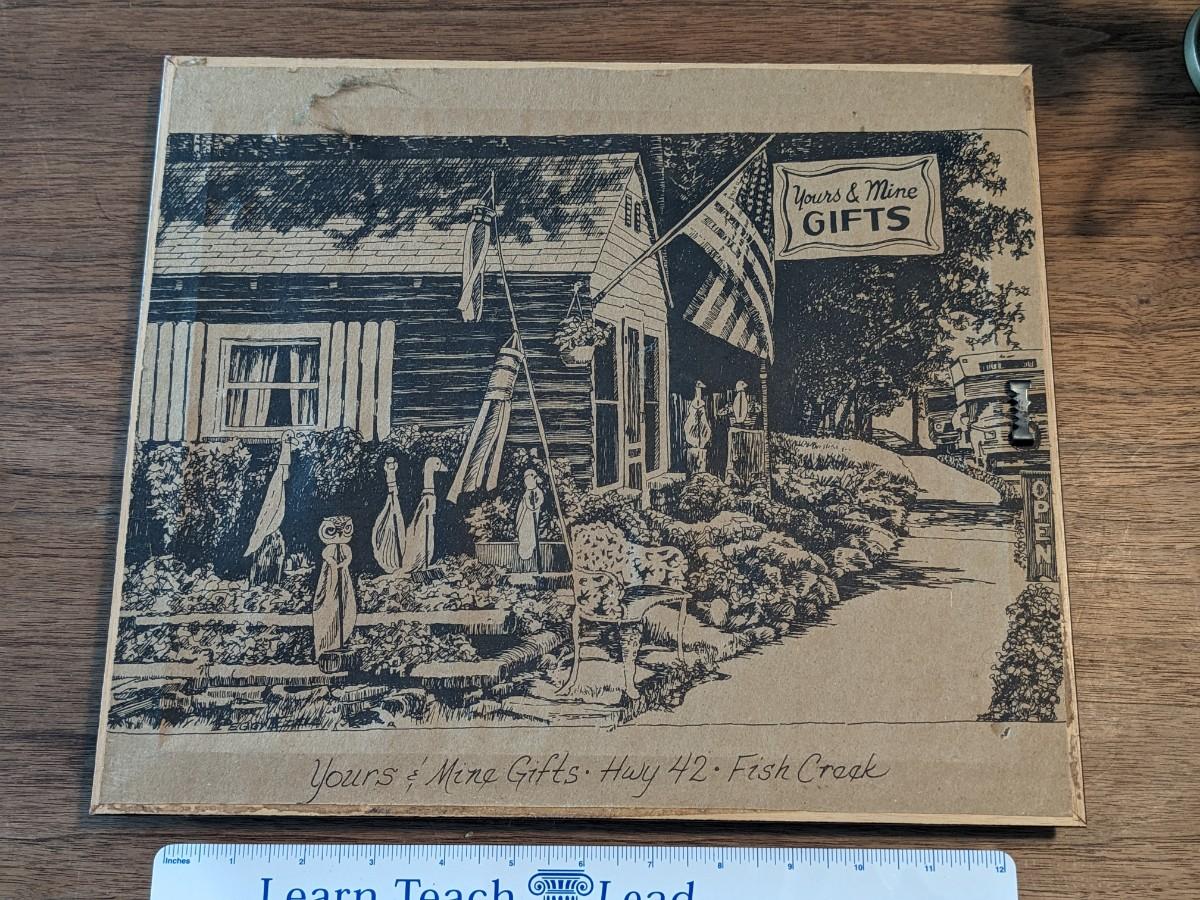 Yours & Mine
GIFTS
OPEN
Yours & Mine Gifts · Hwy 42 · Fish Creek
Inches 1 2 3 4 5 6 7 8 9 10 11 12
Learn Teach Lead